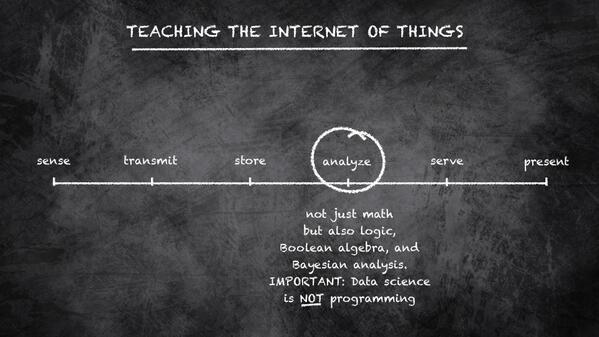 TEACHING THE INTERNET OF THINGS
sense transmit store analyze serve present
not just math
but also logic,
Boolean algebra, and
Bayesian analysis.
IMPORTANT: Data science
is NOT programming